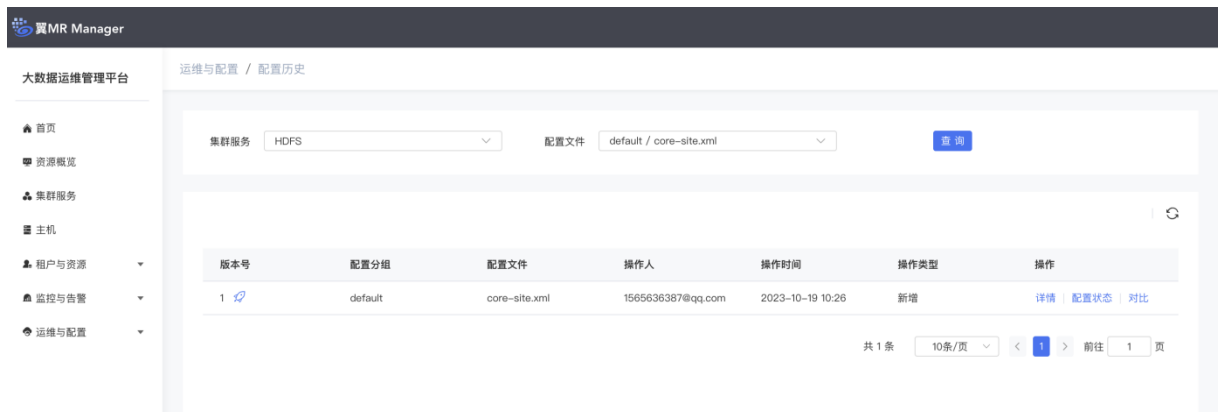 翼MR Manager
大数据运维管理平台
运维与配置 / 配置历史
首页
资源概览
集群服务
主机
租户与资源
监控与告警
运维与配置
集群服务 HDFS 配置文件 default / core-site.xml 查 询
版本号 配置分组 配置文件 操作人 操作时间 操作类型 操作
1 default core-site.xml 1565636387@qq.com 2023-10-19 10:26 新增 详情 配置状态 对比
共 1 条 10条/页 < 1 > 前往 1 页